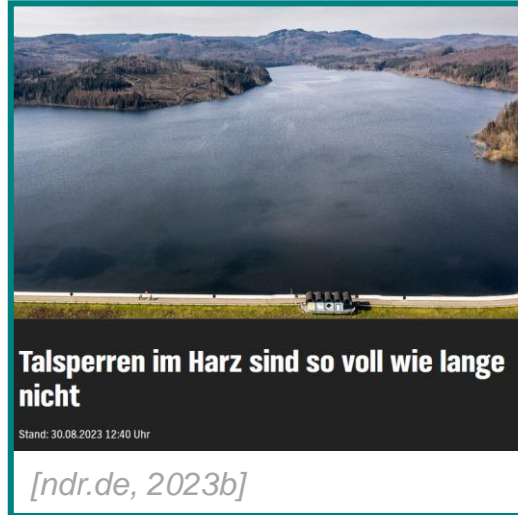 Talsperren im Harz sind so voll wie lange
nicht
Stand: 30.08.2023 12:40 Uhr
[ndr.de, 2023b]